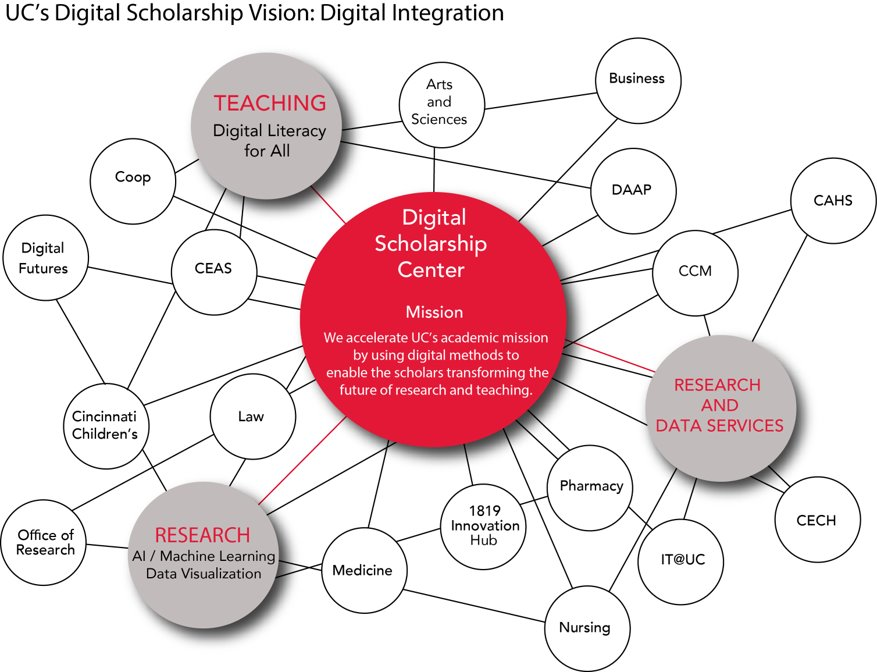 UC's Digital Scholarship Vision: Digital Integration
TEACHING
Digital Literacy
for All
Arts
and
Sciences
Business
Coop
DAAP
CAHS
Digital
Futures
CEAS
Digital
Scholarship
Center
Mission
We accelerate UC's academic mission
by using digital methods to
enable the scholars transforming the
future of research and teaching.
CCM
RESEARCH
AND
DATA SERVICES
Cincinnati
Children's
Law
Office of
Research
RESEARCH
AI / Machine Learning
Data Visualization
Medicine
1819
Innovation
Hub
Pharmacy
IT@UC
CECH
Nursing